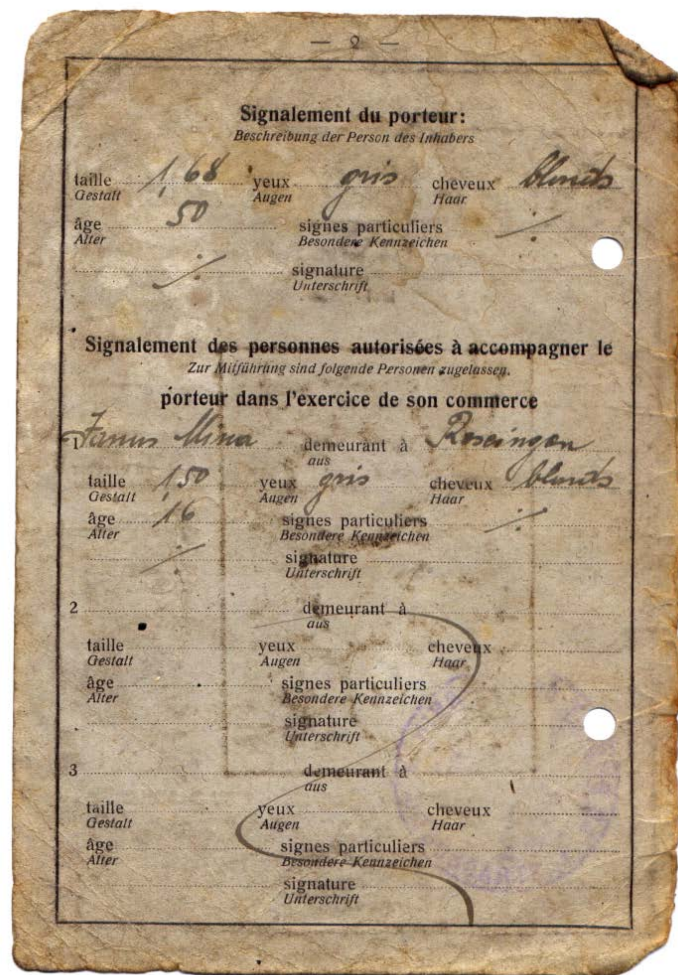 — 2 —
Signalement du porteur:
Beschreibung der Person des Inhabers
taille 1,68 yeux gris cheveux blonds
Gestalt Augen Haar
âge 50 signes particuliers ·/·
Alter Besondere Kennzeichen
·/· signature
Unterschrift
Signalement des personnes autorisées à accompagner le
Zur Mitführung sind folgende Personen zugelassen.
porteur dans l'exercice de son commerce
1 Mina demeurant à
aus
taille 1,50 yeux gris cheveux blonds
Gestalt Augen Haar
âge 16 signes particuliers ·/·
Alter Besondere Kennzeichen
·/· signature
Unterschrift
2 demeurant à
aus
taille yeux cheveux
Gestalt Augen Haar
âge signes particuliers
Alter Besondere Kennzeichen
signature
Unterschrift
3 demeurant à
aus
taille yeux cheveux
Gestalt Augen Haar
âge signes particuliers
Alter Besondere Kennzeichen
signature
Unterschrift